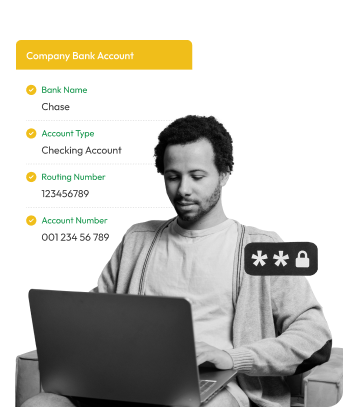 Company Bank Account
Bank Name
Chase
Account Type
Checking Account
Routing Number
123456789
Account Number
001 234 56 789
**